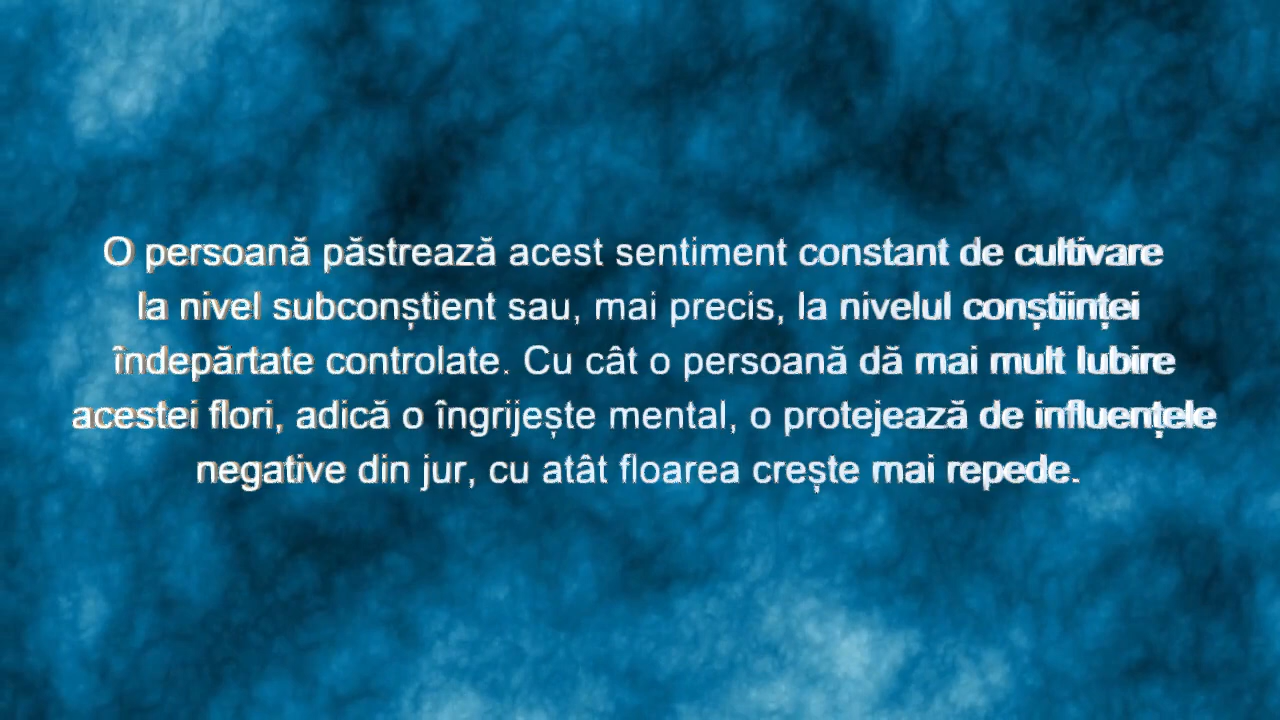 O persoană păstrează acest sentiment constant de cultivare
la nivel subconștient sau, mai precis, la nivelul conștiinței
îndepărtate controlate. Cu cât o persoană dă mai mult Iubire
acestei flori, adică o îngrijește mental, o protejează de influențele
negative din jur, cu atât floarea crește mai repede.